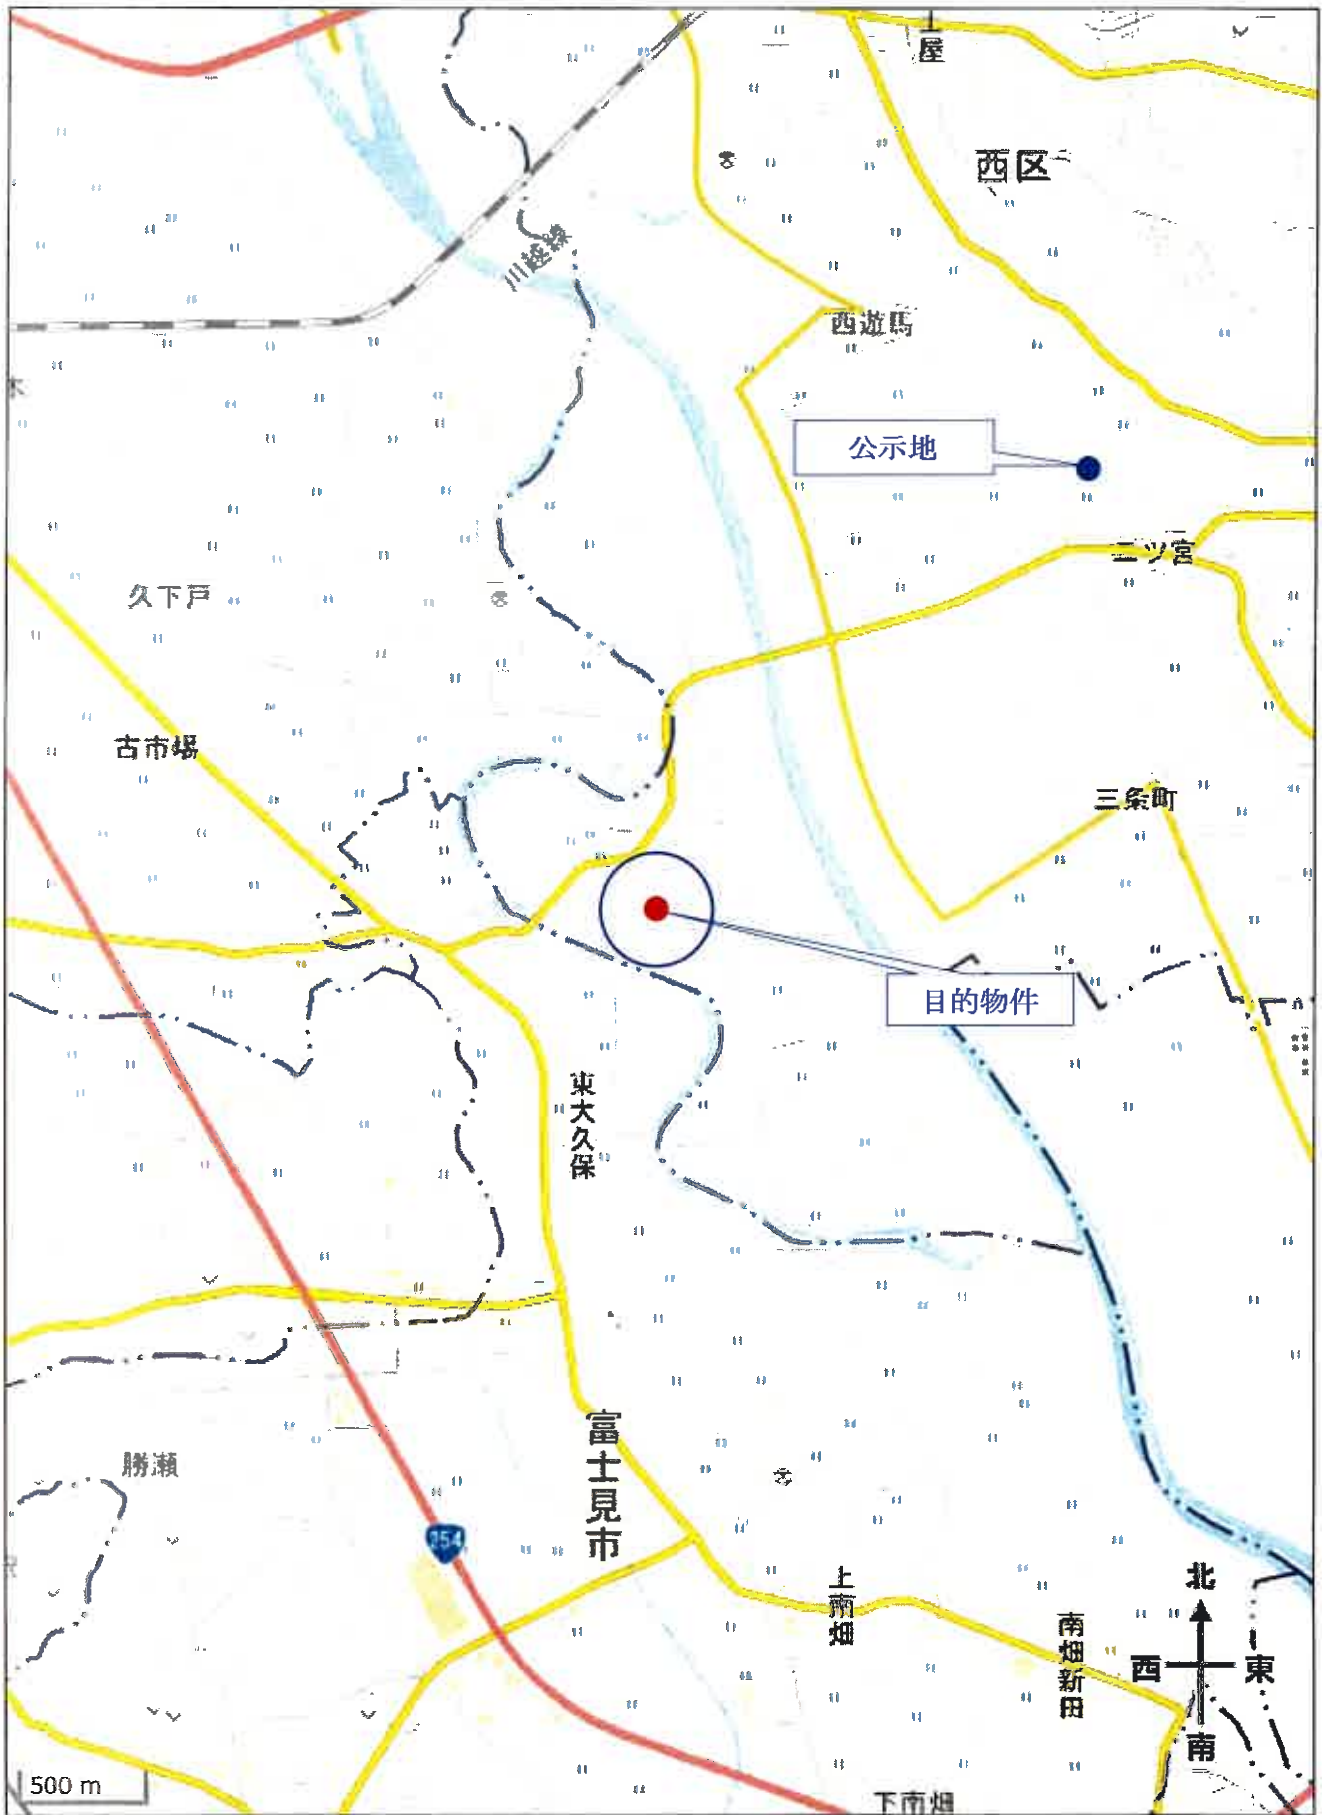 屋
西区
川越線
西遊馬
公示地
二ツ宮
久下戸
古市場
三条町
目的物件
東大久保
勝瀬
254
富士見市
上南畑
南畑新田
北
西
東
南
500 m
下南畑